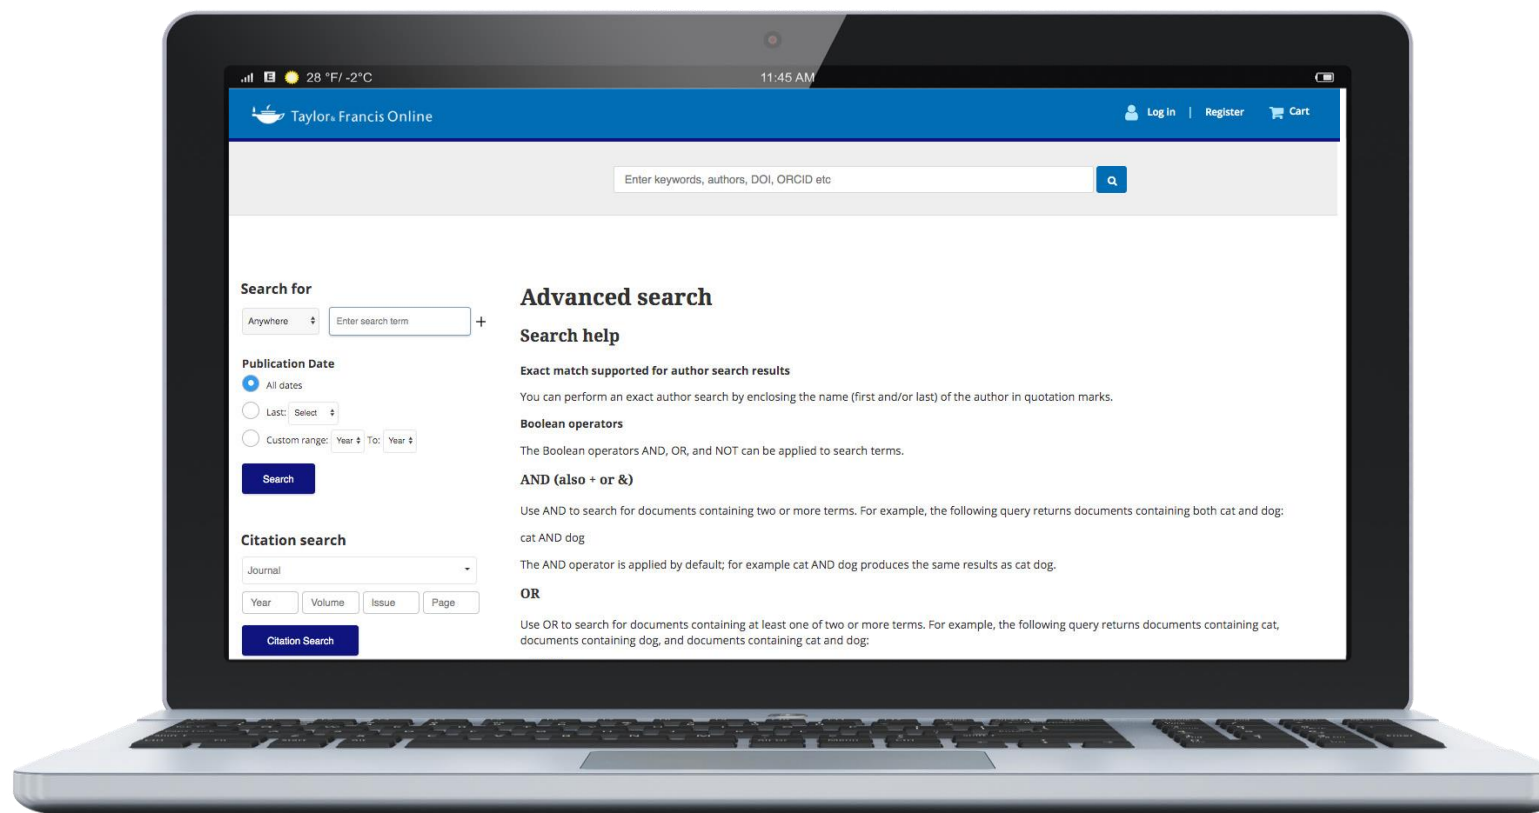 E 28 °F/ -2°C
11:45 AM
Taylor & Francis Online
Log in | Register Cart
Enter keywords, authors, DOI, ORCID etc
Search for
Anywhere Enter search term +
Publication Date
All dates
Last: Select
Custom range: Year To: Year
Search
Citation search
Journal
Year Volume Issue Page
Citation Search
Advanced search
Search help
Exact match supported for author search results
You can perform an exact author search by enclosing the name (first and/or last) of the author in quotation marks.
Boolean operators
The Boolean operators AND, OR, and NOT can be applied to search terms.
AND (also + or &)
Use AND to search for documents containing two or more terms. For example, the following query returns documents containing both cat and dog:
cat AND dog
The AND operator is applied by default; for example cat AND dog produces the same results as cat dog.
OR
Use OR to search for documents containing at least one of two or more terms. For example, the following query returns documents containing cat,
documents containing dog, and documents containing cat and dog: